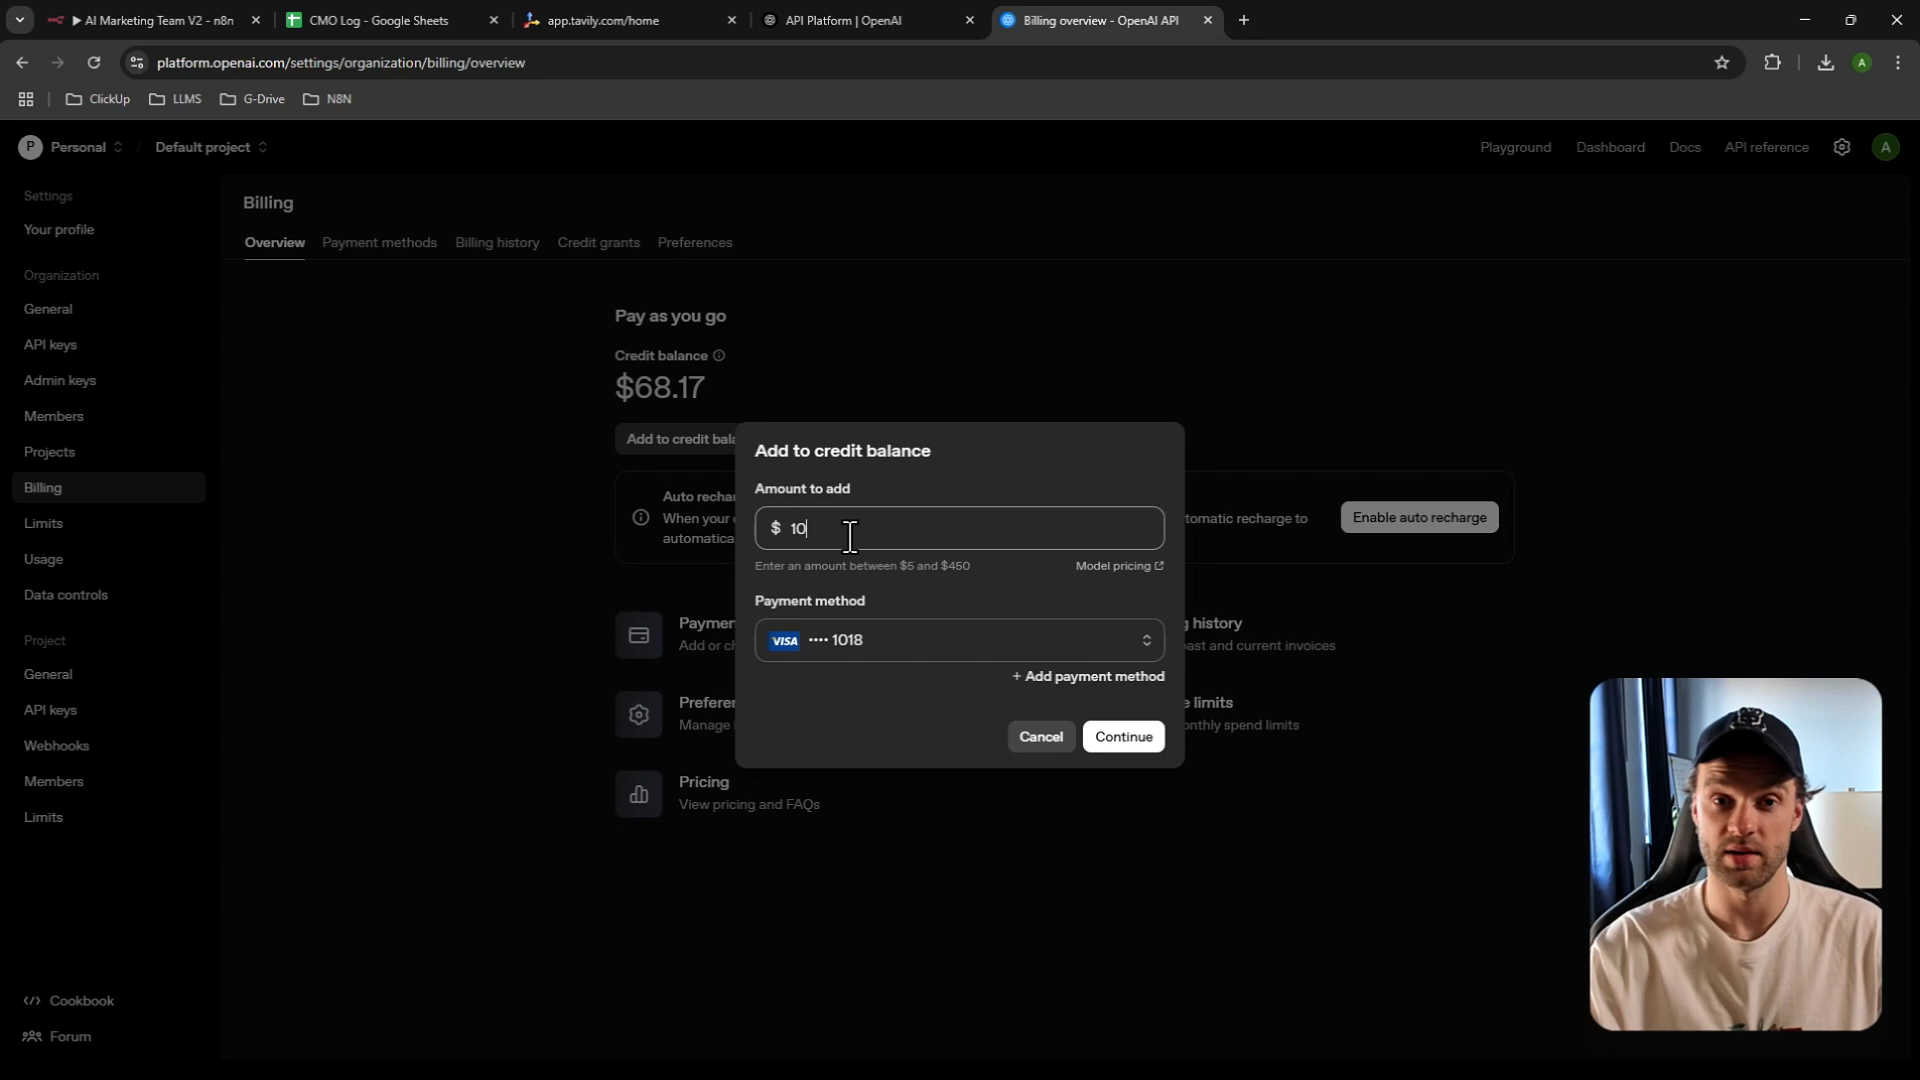 AI Marketing Team V2 - n8n
CMO Log - Google Sheets
app.tavily.com/home
API Platform | OpenAI
Billing overview - OpenAI API
platform.openai.com/settings/organization/billing/overview
A
ClickUp
LLMS
G-Drive
N8N
P Personal / Default project
Playground
Dashboard
Docs
API reference
A
Settings
Your profile
Organization
General
API keys
Admin keys
Members
Projects
Billing
Limits
Usage
Data controls
Project
General
API keys
Webhooks
Members
Limits
Cookbook
Forum
Billing
Overview
Payment methods
Billing history
Credit grants
Preferences
Pay as you go
Credit balance
$68.17
Add to credit bala
Auto rechar
When your
automatica
tomatic recharge to
Enable auto recharge
Paymen
Add or ch
g history
past and current invoices
Prefere
Manage
e limits
onthly spend limits
Pricing
View pricing and FAQs
Add to credit balance
Amount to add
$ 10
Enter an amount between $5 and $450
Model pricing
Payment method
VISA •••• 1018
+ Add payment method
Cancel
Continue